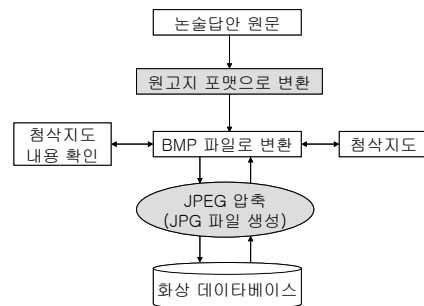 논술답안 원문
원고지 포맷으로 변환
첨삭지도
내용 확인
BMP 파일로 변환
첨삭지도
JPEG 압축
(JPG 파일 생성)
화상 데이타베이스